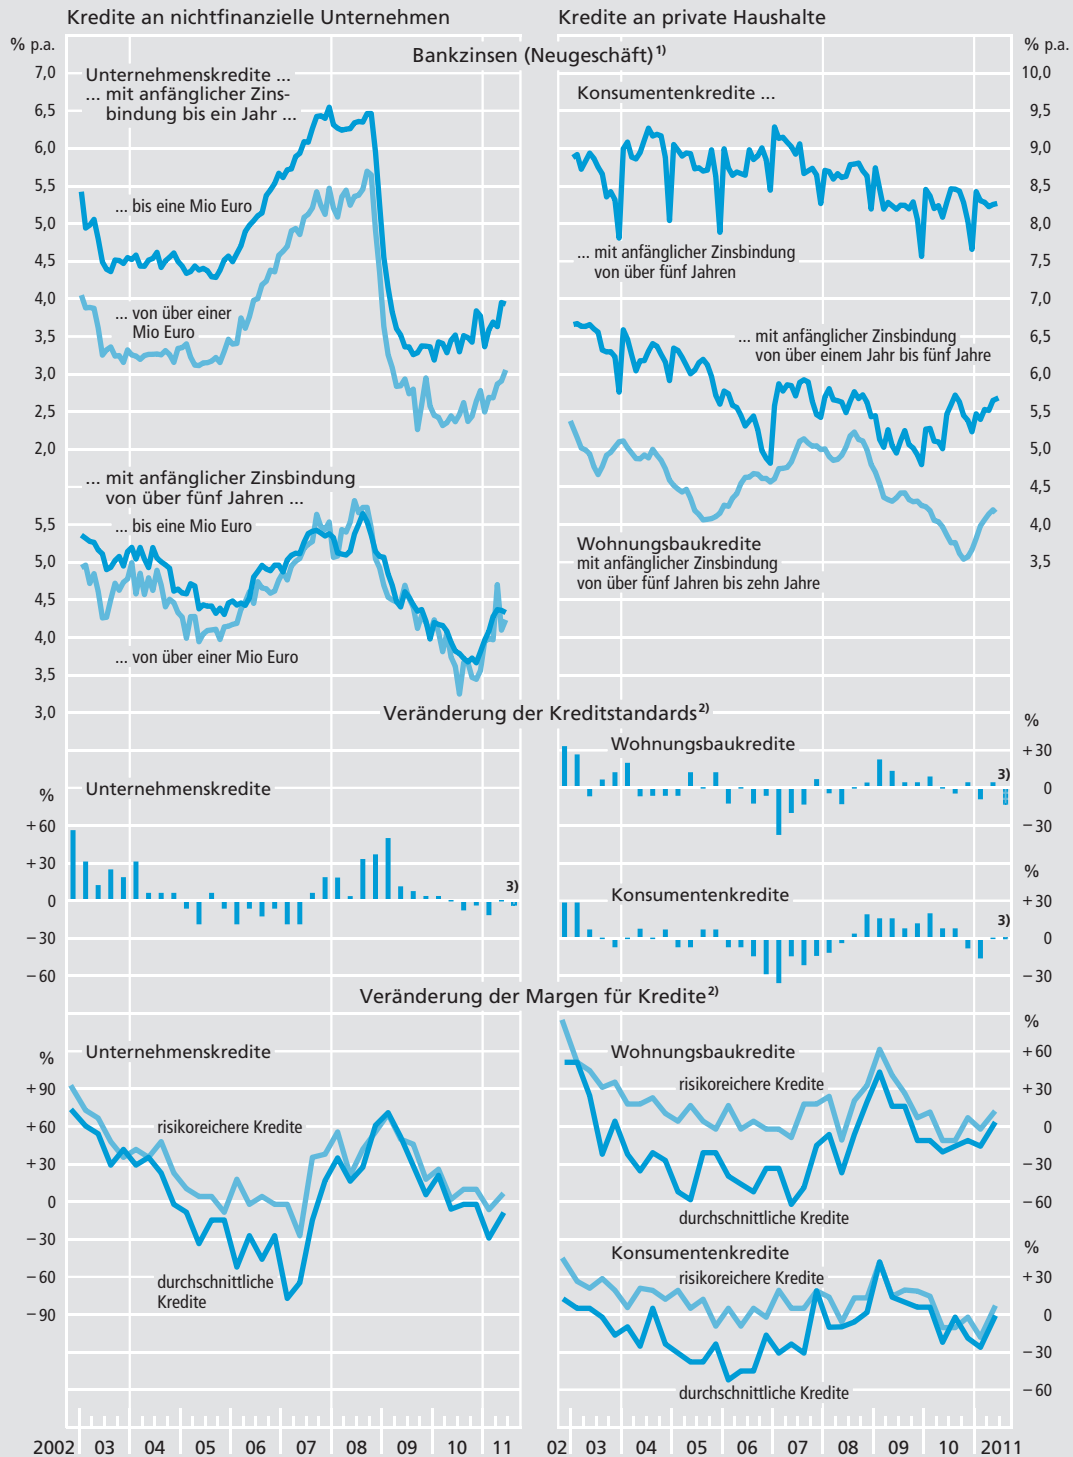 Kredite an nichtfinanzielle Unternehmen
Kredite an private Haushalte
% p.a.
% p.a.
Bankzinsen (Neugeschäft)1)
7,0
6,5
6,0
5,5
5,0
4,5
4,0
3,5
3,0
2,5
2,0
Unternehmenskredite ...
... mit anfänglicher Zins-
bindung bis ein Jahr ...
... bis eine Mio Euro
... von über einer
Mio Euro
... mit anfänglicher Zinsbindung
von über fünf Jahren ...
... bis eine Mio Euro
... von über einer Mio Euro
5,5
5,0
4,5
4,0
3,5
3,0
Konsumentenkredite ...
... mit anfänglicher Zinsbindung
von über fünf Jahren
... mit anfänglicher Zinsbindung
von über einem Jahr bis fünf Jahre
Wohnungsbaukredite
mit anfänglicher Zinsbindung
von über fünf Jahren bis zehn Jahre
10,0
9,5
9,0
8,5
8,0
7,5
7,0
6,5
6,0
5,5
5,0
4,5
4,0
3,5
Veränderung der Kreditstandards2)
%
Unternehmenskredite
+60
+30
0
−30
−60
3)
%
Wohnungsbaukredite
+30
0
−30
3)
%
Konsumentenkredite
+30
0
−30
3)
Veränderung der Margen für Kredite2)
%
Unternehmenskredite
+90
+60
+30
0
−30
−60
−90
risikoreichere Kredite
durchschnittliche
Kredite
%
Wohnungsbaukredite
risikoreichere Kredite
+60
+30
0
−30
−60
durchschnittliche Kredite
%
Konsumentenkredite
risikoreichere Kredite
+30
0
−30
−60
durchschnittliche Kredite
2002 03 04 05 06 07 08 09 10 11
02 03 04 05 06 07 08 09 10 2011